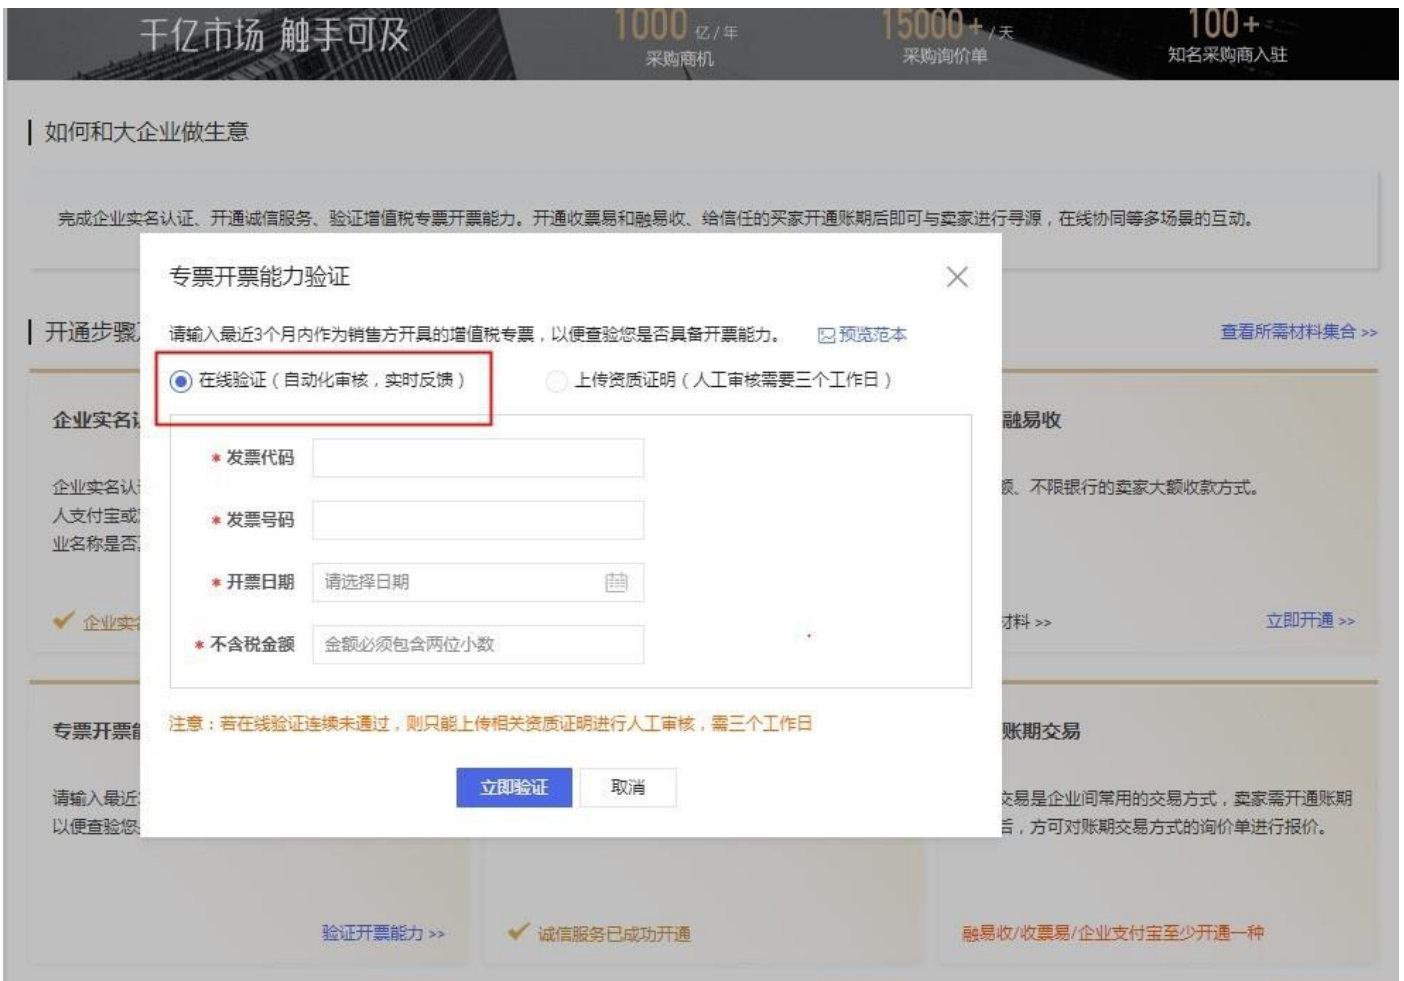 千亿市场 触手可及
1000 亿/年
采购商机
15000+ /天
采购询价单
100+
知名采购商入驻
如何和大企业做生意
完成企业实名认证、开通诚信服务、验证增值税专票开票能力。开通收票易和融易收、给信任的买家开通账期后即可与卖家进行寻源，在线协同等多场景的互动。
开通步骤
查看所需材料集合 >>
专票开票能力验证
请输入最近3个月内作为销售方开具的增值税专票，以便查验您是否具备开票能力。 预览范本
在线验证（自动化审核，实时反馈） 上传资质证明（人工审核需要三个工作日）
* 发票代码
* 发票号码
* 开票日期 请选择日期
* 不含税金额 金额必须包含两位小数
注意：若在线验证连续未通过，则只能上传相关资质证明进行人工审核，需三个工作日
立即验证 取消
企业实名
企业实名认
人支付宝或
业名称是否
企业实
融易收
、不限银行的卖家大额收款方式。
材料 >> 立即开通 >>
专票开票
请输入最近
以便查验您
验证开票能力 >>
诚信服务已成功开通
账期交易
交易是企业间常用的交易方式，卖家需开通账期
后，方可对账期交易方式的询价单进行报价。
融易收/收票易/企业支付宝至少开通一种